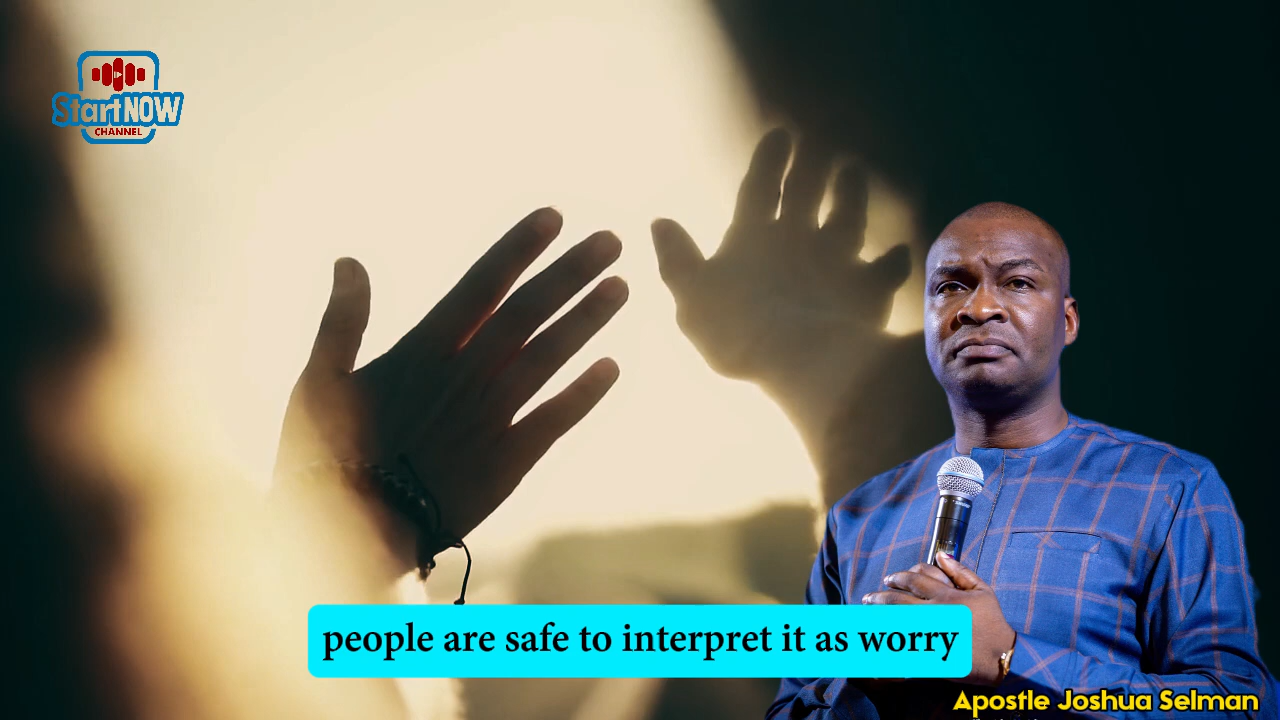 StartNOW
CHANNEL
people are safe to interpret it as worry
Apostle Joshua Selman